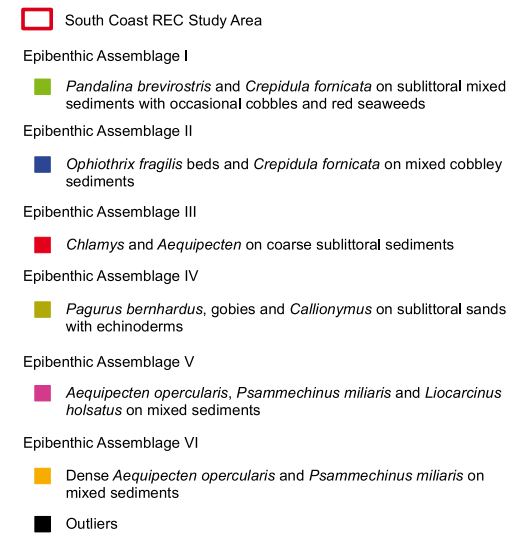 South Coast REC Study Area
Epibenthic Assemblage I
Pandalina brevirostris and Crepidula fornicata on sublittoral mixed
sediments with occasional cobbles and red seaweeds
Epibenthic Assemblage II
Ophiothrix fragilis beds and Crepidula fornicata on mixed cobbley
sediments
Epibenthic Assemblage III
Chlamys and Aequipecten on coarse sublittoral sediments
Epibenthic Assemblage IV
Pagurus bernhardus, gobies and Callionymus on sublittoral sands
with echinoderms
Epibenthic Assemblage V
Aequipecten opercularis, Psammechinus miliaris and Liocarcinus
holsatus on mixed sediments
Epibenthic Assemblage VI
Dense Aequipecten opercularis and Psammechinus miliaris on
mixed sediments
Outliers